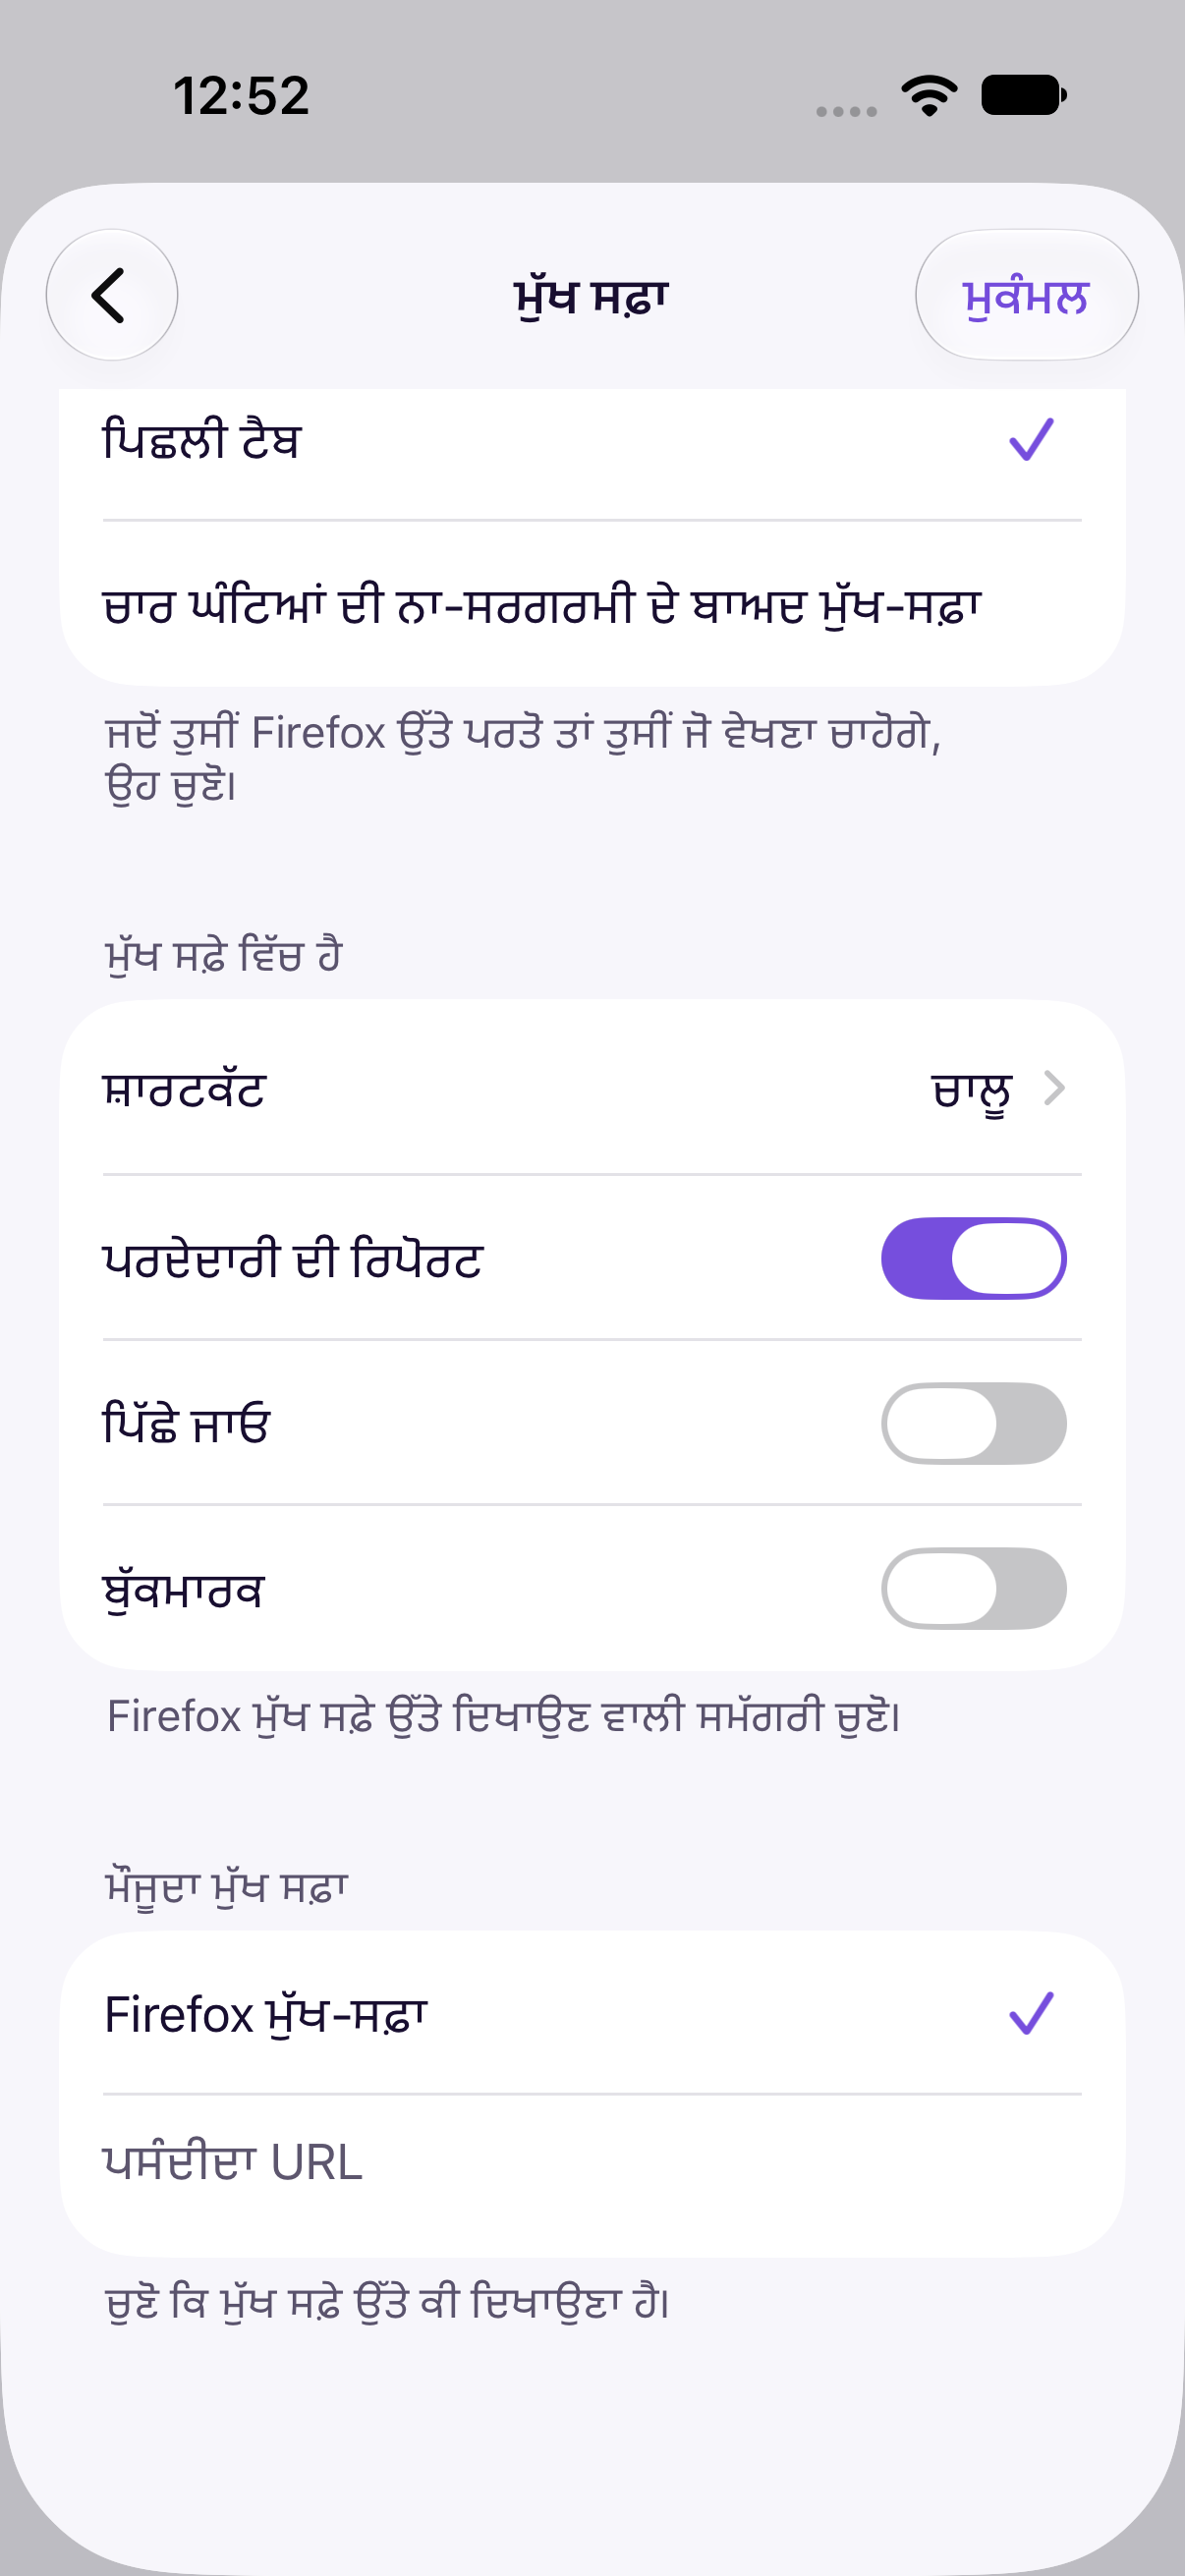 12:52
ਮੁੱਖ ਸਫ਼ਾ
ਮੁਕੰਮਲ
ਪਿਛਲੀ ਟੈਬ
ਚਾਰ ਘੰਟਿਆਂ ਦੀ ਨਾ-ਸਰਗਰਮੀ ਦੇ ਬਾਅਦ ਮੁੱਖ-ਸਫ਼ਾ
ਜਦੋਂ ਤੁਸੀਂ Firefox ਉੱਤੇ ਪਰਤੋ ਤਾਂ ਤੁਸੀਂ ਜੋ ਵੇਖਣਾ ਚਾਹੋਗੇ,
ਉਹ ਚੁਣੋ।
ਮੁੱਖ ਸਫ਼ੇ ਵਿੱਚ ਹੈ
ਸ਼ਾਰਟਕੱਟ
ਚਾਲੂ
ਪਰਦੇਦਾਰੀ ਦੀ ਰਿਪੋਰਟ
ਪਿੱਛੇ ਜਾਓ
ਬੁੱਕਮਾਰਕ
Firefox ਮੁੱਖ ਸਫ਼ੇ ਉੱਤੇ ਦਿਖਾਉਣ ਵਾਲੀ ਸਮੱਗਰੀ ਚੁਣੋ।
ਮੌਜੂਦਾ ਮੁੱਖ ਸਫ਼ਾ
Firefox ਮੁੱਖ-ਸਫ਼ਾ
ਪਸੰਦੀਦਾ URL
ਚੁਣੋ ਕਿ ਮੁੱਖ ਸਫ਼ੇ ਉੱਤੇ ਕੀ ਦਿਖਾਉਣਾ ਹੈ।